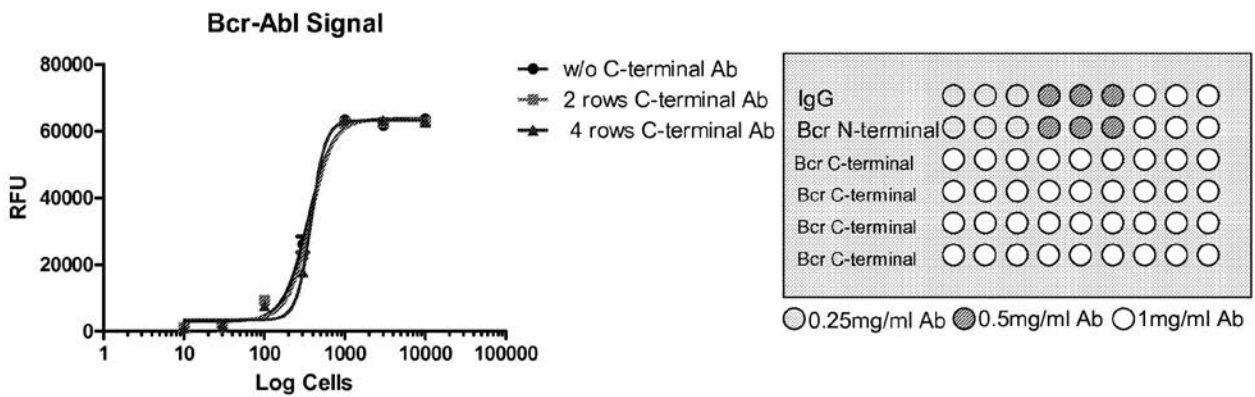 Bcr-Abl Signal
80000
60000
40000
20000
0
RFU
1
10
100
1000
10000
100000
Log Cells
w/o C-terminal Ab
2 rows C-terminal Ab
4 rows C-terminal Ab
IgG
Bcr N-terminal
Bcr C-terminal
Bcr C-terminal
Bcr C-terminal
Bcr C-terminal
0.25mg/ml Ab 0.5mg/ml Ab 1mg/ml Ab